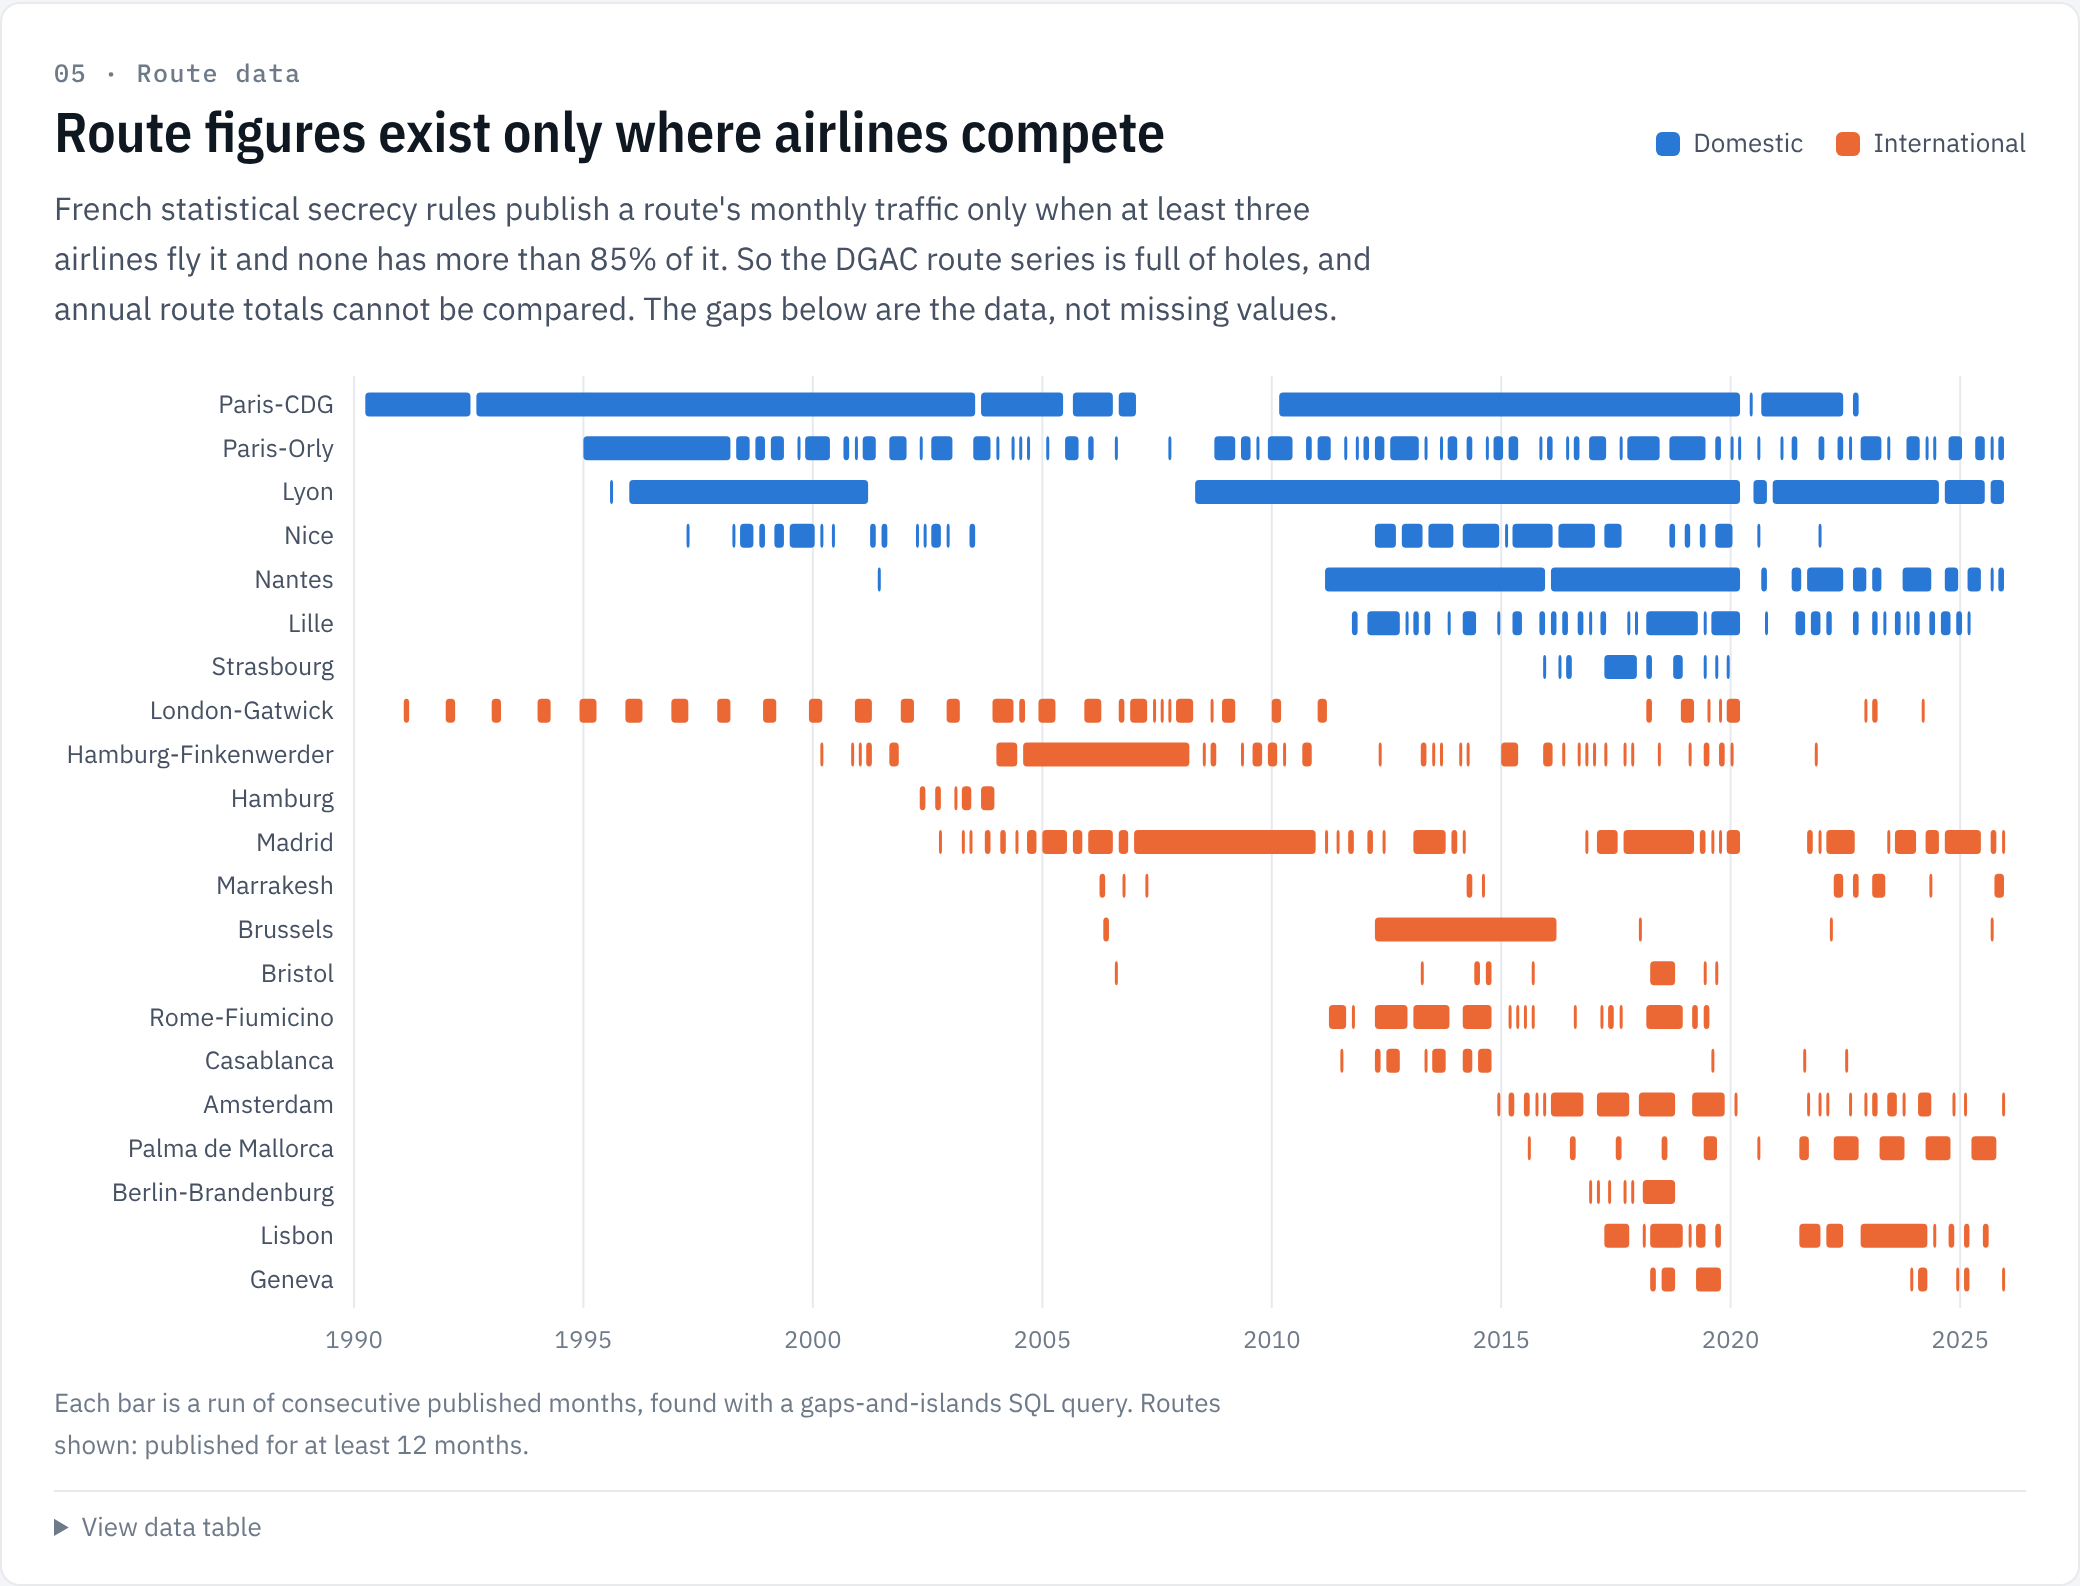 05 · Route data
Route figures exist only where airlines compete
Domestic
International
French statistical secrecy rules publish a route's monthly traffic only when at least three
airlines fly it and none has more than 85% of it. So the DGAC route series is full of holes, and
annual route totals cannot be compared. The gaps below are the data, not missing values.
Paris-CDG
Paris-Orly
Lyon
Nice
Nantes
Lille
Strasbourg
London-Gatwick
Hamburg-Finkenwerder
Hamburg
Madrid
Marrakesh
Brussels
Bristol
Rome-Fiumicino
Casablanca
Amsterdam
Palma de Mallorca
Berlin-Brandenburg
Lisbon
Geneva
1990 1995 2000 2005 2010 2015 2020 2025
Each bar is a run of consecutive published months, found with a gaps-and-islands SQL query. Routes
shown: published for at least 12 months.
View data table